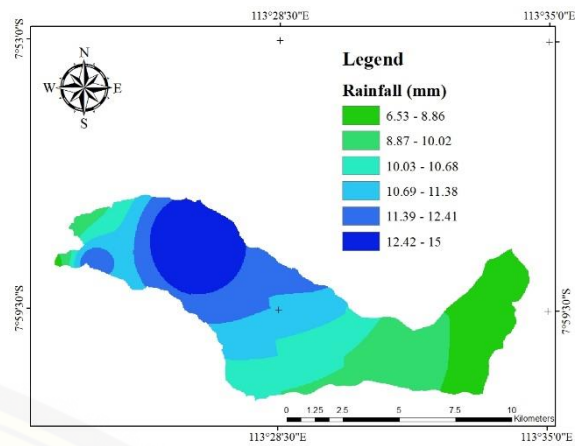 113°28'30"E 113°35'0"E
7°53'0"S 7°53'0"S
N
W E
S
Legend
Rainfall (mm)
6.53 - 8.86
8.87 - 10.02
10.03 - 10.68
10.69 - 11.38
11.39 - 12.41
12.42 - 15
7°59'30"S 7°59'30"S
0 1.25 2.5 5 7.5 10
Kilometers
113°28'30"E 113°35'0"E